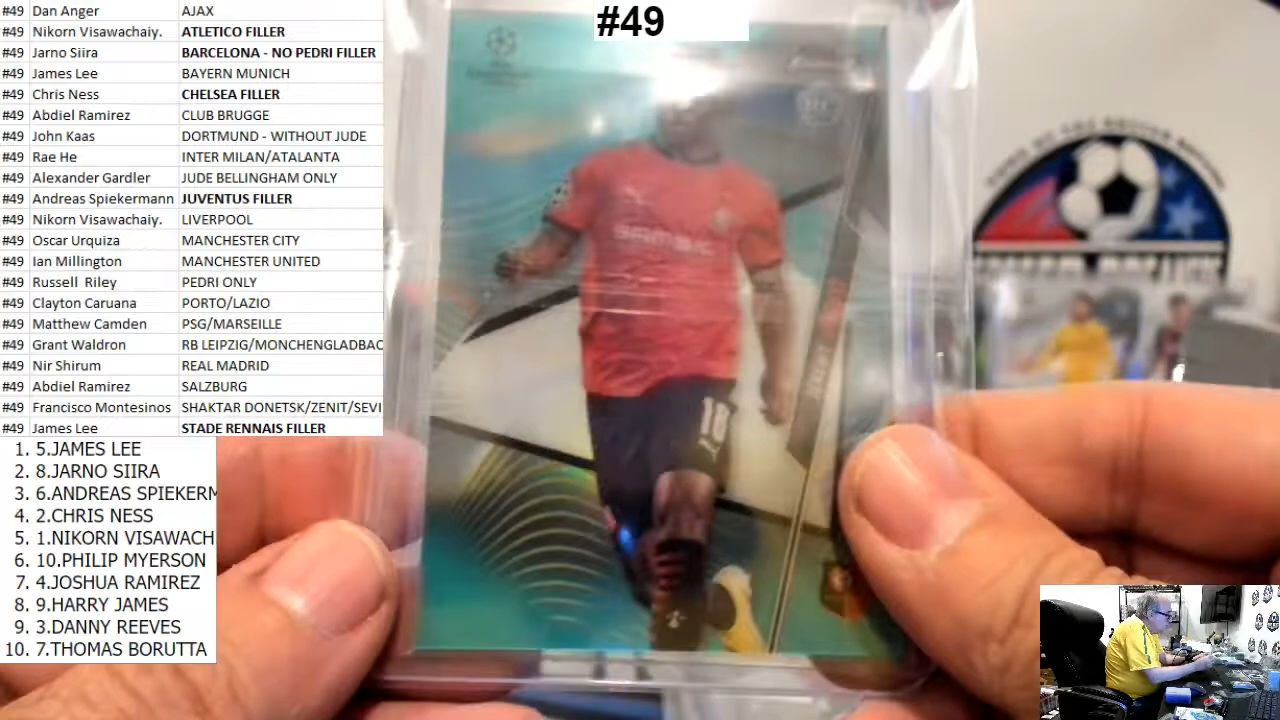 #49
#49 Dan Anger AJAX
#49 Nikorn Visawachaiy. ATLETICO FILLER
#49 Jarno Siira BARCELONA - NO PEDRI FILLER
#49 James Lee BAYERN MUNICH
#49 Chris Ness CHELSEA FILLER
#49 Abdiel Ramirez CLUB BRUGGE
#49 John Kaas DORTMUND - WITHOUT JUDE
#49 Rae He INTER MILAN/ATALANTA
#49 Alexander Gardler JUDE BELLINGHAM ONLY
#49 Andreas Spiekermann JUVENTUS FILLER
#49 Nikorn Visawachaiy. LIVERPOOL
#49 Oscar Urquiza MANCHESTER CITY
#49 Ian Millington MANCHESTER UNITED
#49 Russell Riley PEDRI ONLY
#49 Clayton Caruana PORTO/LAZIO
#49 Matthew Camden PSG/MARSEILLE
#49 Grant Waldron RB LEIPZIG/MONCHENGLADBAC
#49 Nir Shirum REAL MADRID
#49 Abdiel Ramirez SALZBURG
#49 Francisco Montesinos SHAKTAR DONETSK/ZENIT/SEVI
#49 James Lee STADE RENNAIS FILLER
1. 5.JAMES LEE
2. 8.JARNO SIIRA
3. 6.ANDREAS SPIEKERM
4. 2.CHRIS NESS
5. 1.NIKORN VISAWACH
6. 10.PHILIP MYERSON
7. 4.JOSHUA RAMIREZ
8. 9.HARRY JAMES
9. 3.DANNY REEVES
10. 7.THOMAS BORUTTA
SAMSIC
18